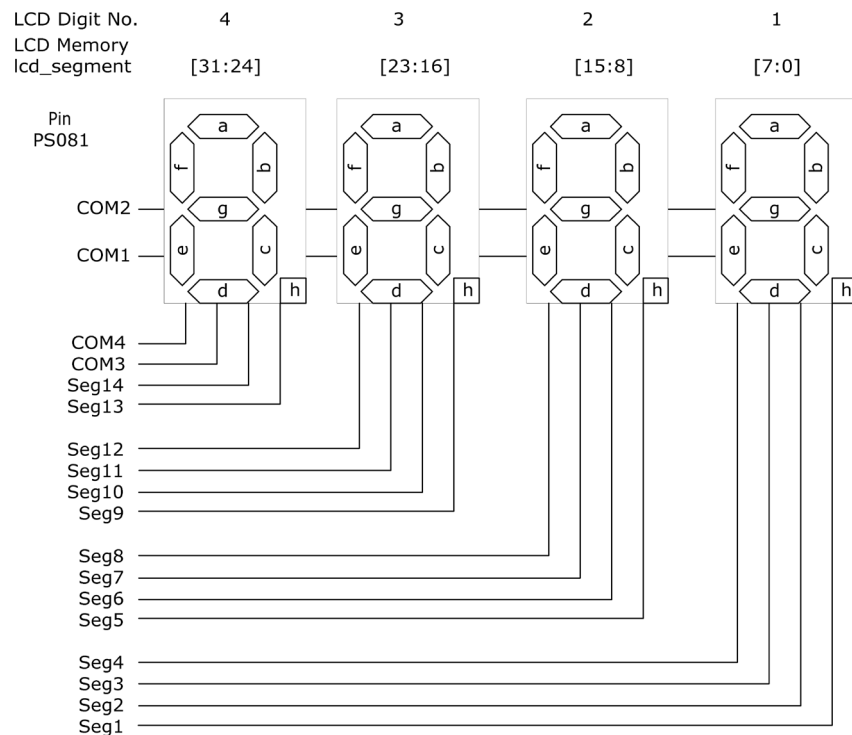 LCD Digit No. 4 3 2 1
LCD Memory
lcd_segment [31:24] [23:16] [15:8] [7:0]
Pin
PS081
a a a a
f b f b f b f b
COM2 g g g g
COM1 e c e c e c e c
d h d h d h d h
COM4
COM3
Seg14
Seg13
Seg12
Seg11
Seg10
Seg9
Seg8
Seg7
Seg6
Seg5
Seg4
Seg3
Seg2
Seg1